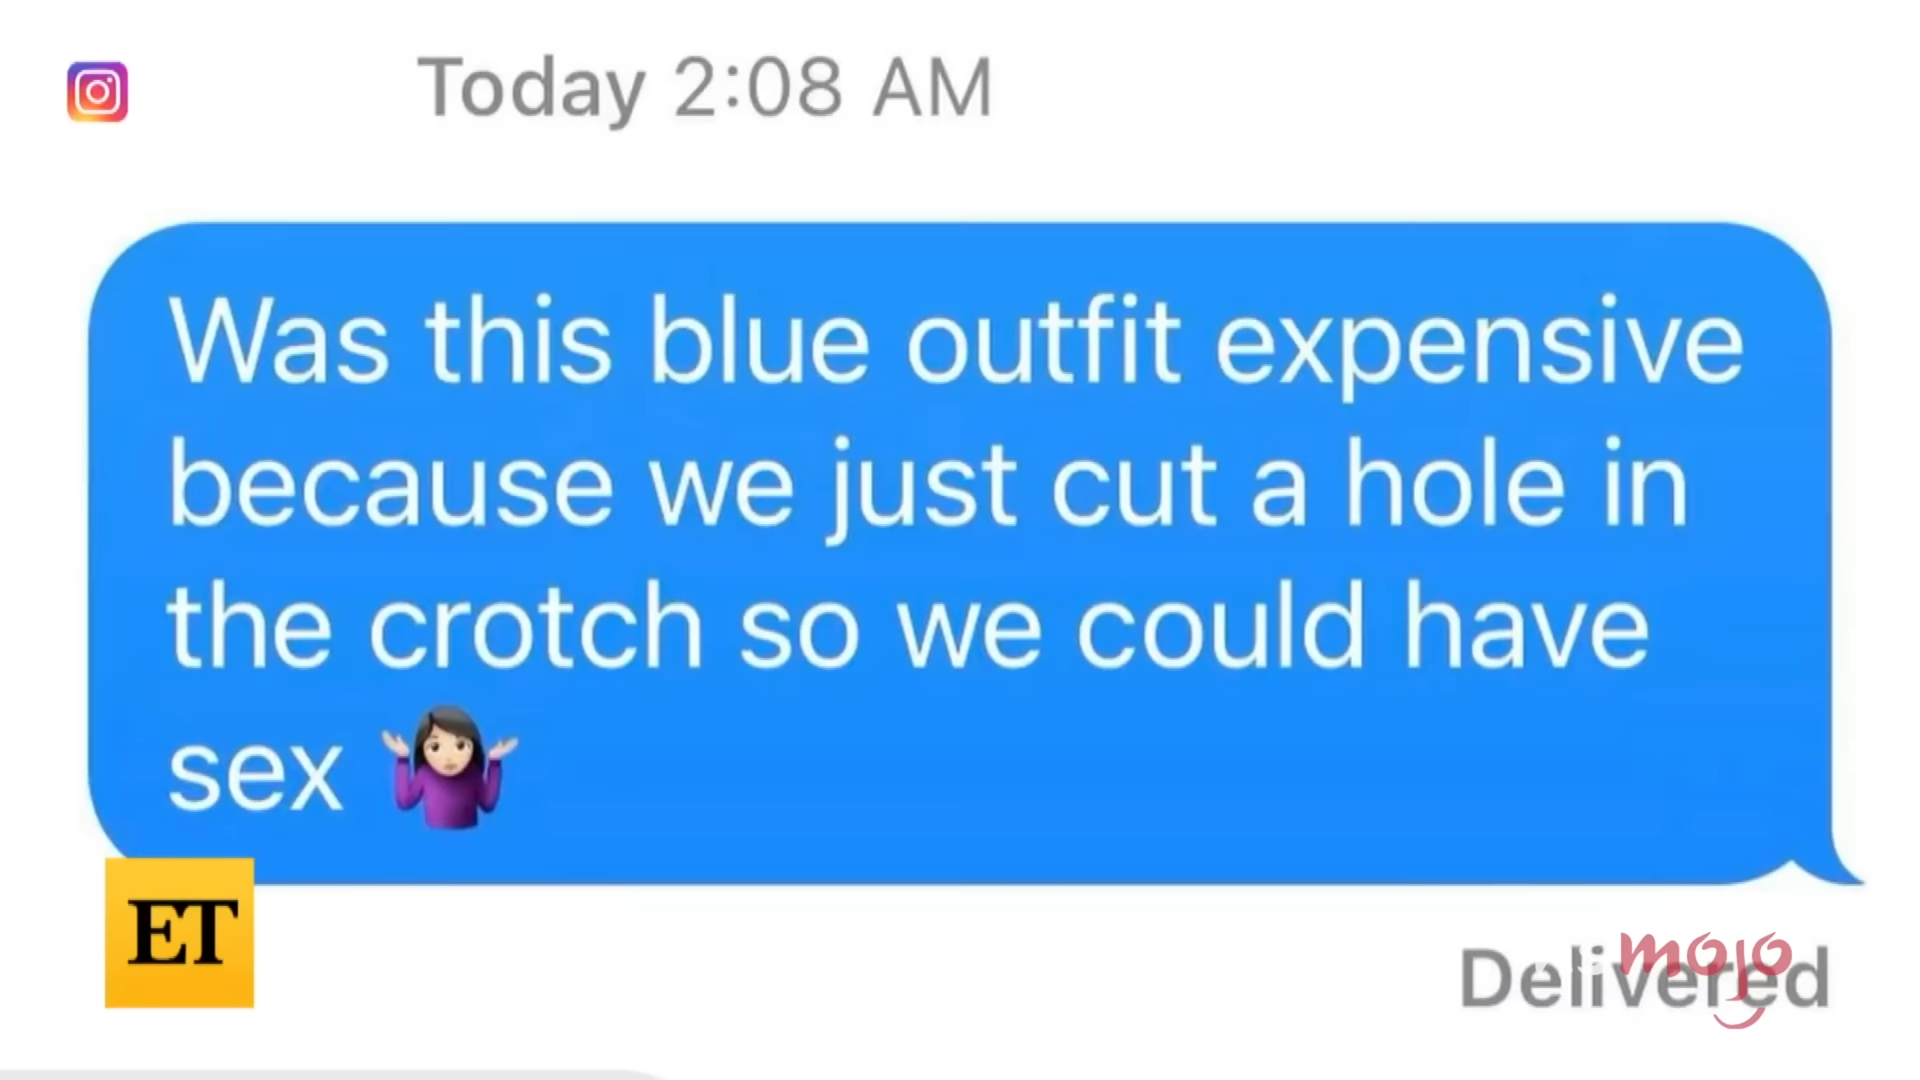 Today 2:08 AM
Was this blue outfit expensive
because we just cut a hole in
the crotch so we could have
sex 🤷🏻‍♀️
ET
Delivered
mojo